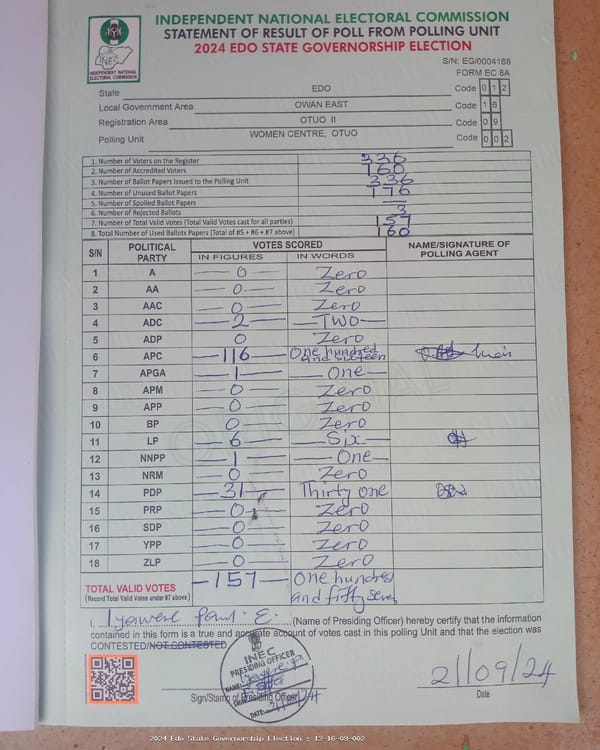 INDEPENDENT NATIONAL ELECTORAL COMMISSION
STATEMENT OF RESULT OF POLL FROM POLLING UNIT
2024 EDO STATE GOVERNORSHIP ELECTION
INEC
INDEPENDENT NATIONAL ELECTORAL COMMISSION
S/N: EG/0004188
FORM EC 8A
State EDO Code 0 1 2
Local Government Area OWAN EAST Code 1 6
Registration Area OTUO II Code 0 9
Polling Unit WOMEN CENTRE, OTUO Code 0 0 2
1. Number of Voters on the Register 336
2. Number of Accredited Voters 160
3. Number of Ballot Papers Issued to the Polling Unit 336
4. Number of Unused Ballot Papers 176
5. Number of Spoiled Ballot Papers —
6. Number of Rejected Ballots 3
7. Number of Total Valid Votes (Total Valid Votes cast for all parties) 157
8. Total Number of Used Ballots Papers (Total of #5 + #6 + #7 above) 160
S/N POLITICAL PARTY VOTES SCORED NAME/SIGNATURE OF POLLING AGENT
IN FIGURES IN WORDS
1 A 0 Zero
2 AA 0 Zero
3 AAC 0 Zero
4 ADC 2 TWO
5 ADP 0 Zero
6 APC 116 One hundred and sixteen
7 APGA 1 One
8 APM 0 Zero
9 APP 0 Zero
10 BP 0 Zero
11 LP 6 Six
12 NNPP 1 One
13 NRM 0 Zero
14 PDP 31 Thirty one
15 PRP 0 Zero
16 SDP 0 Zero
17 YPP 0 Zero
18 ZLP 0 Zero
TOTAL VALID VOTES 157 One hundred
(Record Total Valid Votes under #7 above) and fifty seven
I, Iyawese Paul. E. (Name of Presiding Officer) hereby certify that the information
contained in this form is a true and accurate account of votes cast in this polling Unit and that the election was
CONTESTED/NOT CONTESTED
INEC
PRESIDING OFFICER
NAME:
SIGN:
DATE:
21/09/24
Sign/Stamp of Presiding Officer
Date
2024 Edo State Governorship Election : 12-16-09-002